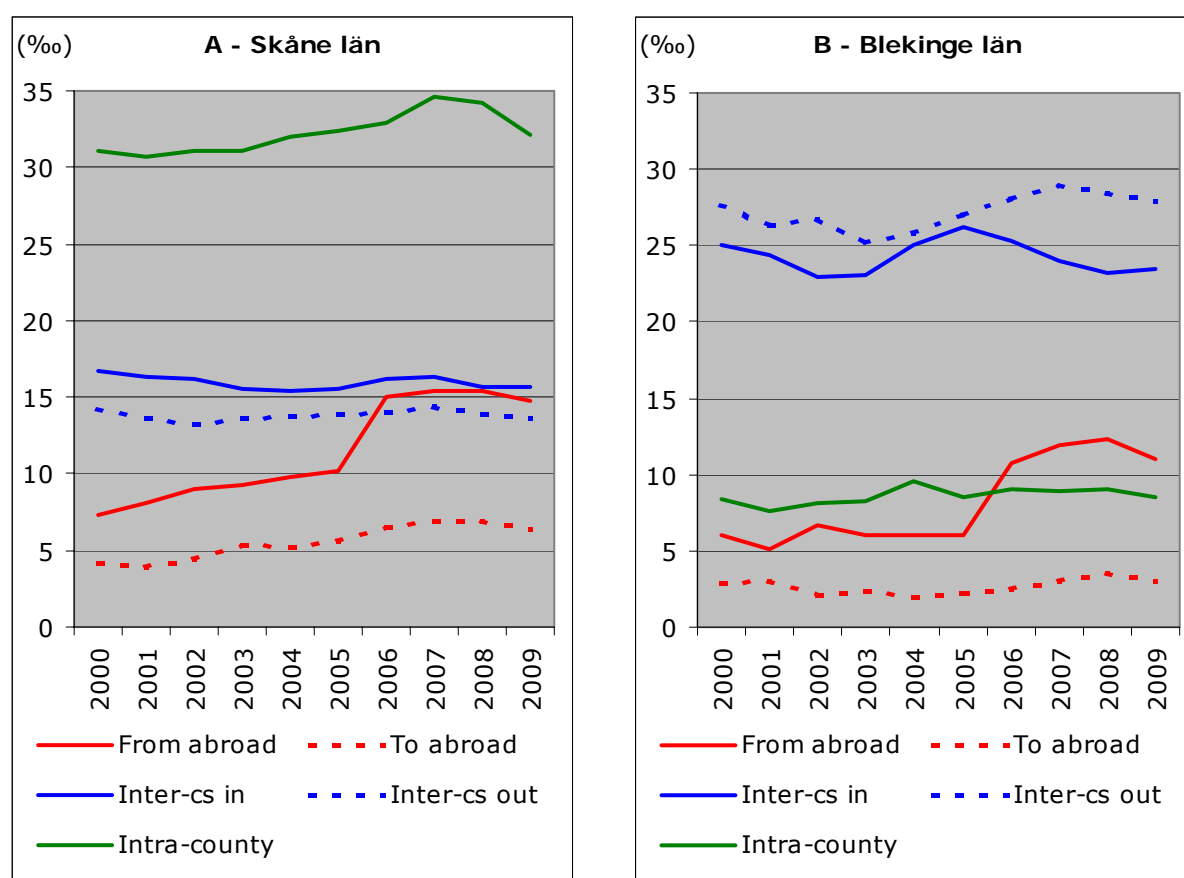 (‰) A - Skåne län
35
30
25
20
15
10
5
0
2000 2001 2002 2003 2004 2005 2006 2007 2008 2009
From abroad To abroad
Inter-cs in Inter-cs out
Intra-county
(‰) B - Blekinge län
35
30
25
20
15
10
5
0
2000 2001 2002 2003 2004 2005 2006 2007 2008 2009
From abroad To abroad
Inter-cs in Inter-cs out
Intra-county